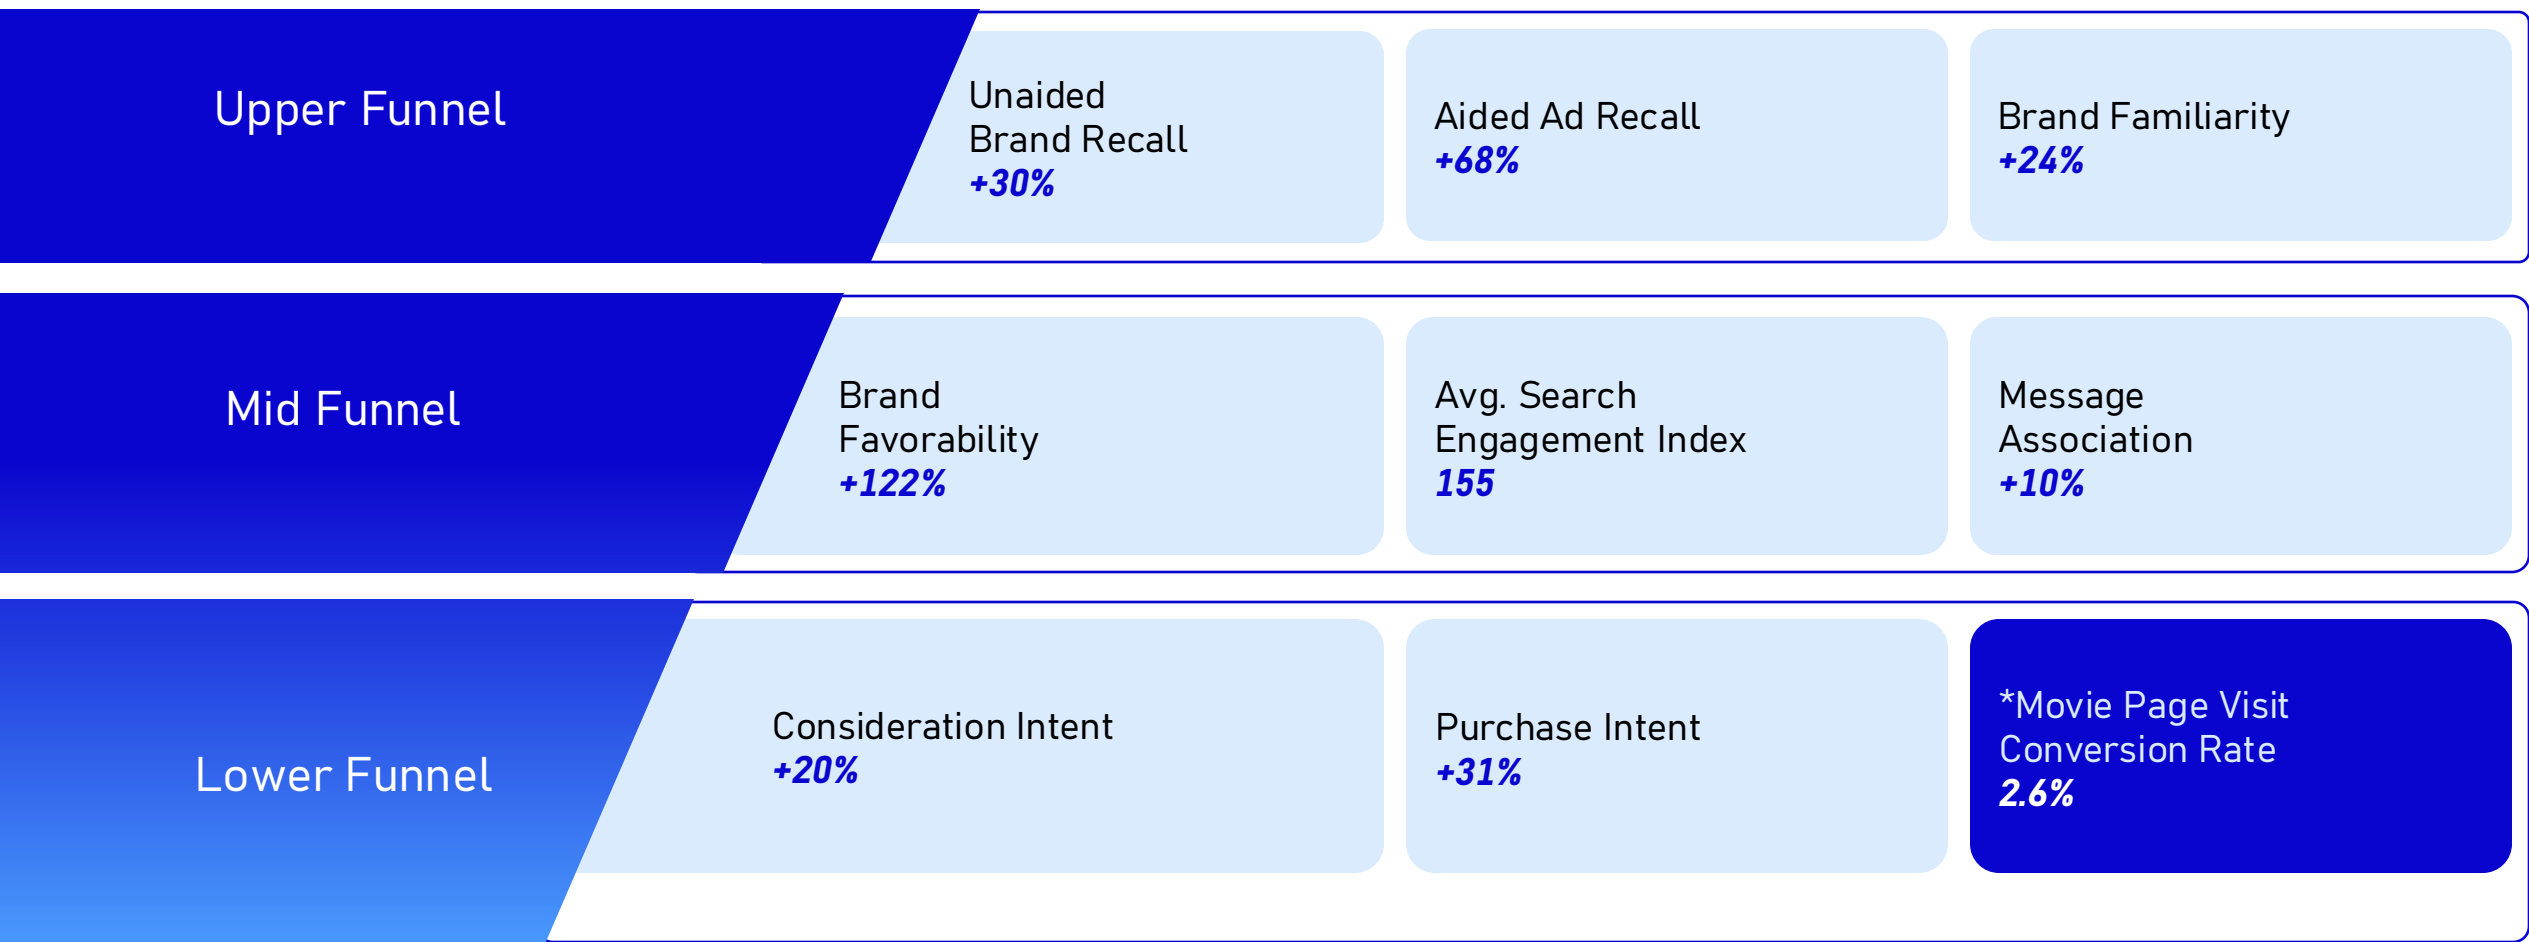 Upper Funnel
Unaided
Brand Recall
+30%
Aided Ad Recall
+68%
Brand Familiarity
+24%
Mid Funnel
Brand
Favorability
+122%
Avg. Search
Engagement Index
155
Message
Association
+10%
Lower Funnel
Consideration Intent
+20%
Purchase Intent
+31%
*Movie Page Visit
Conversion Rate
2.6%